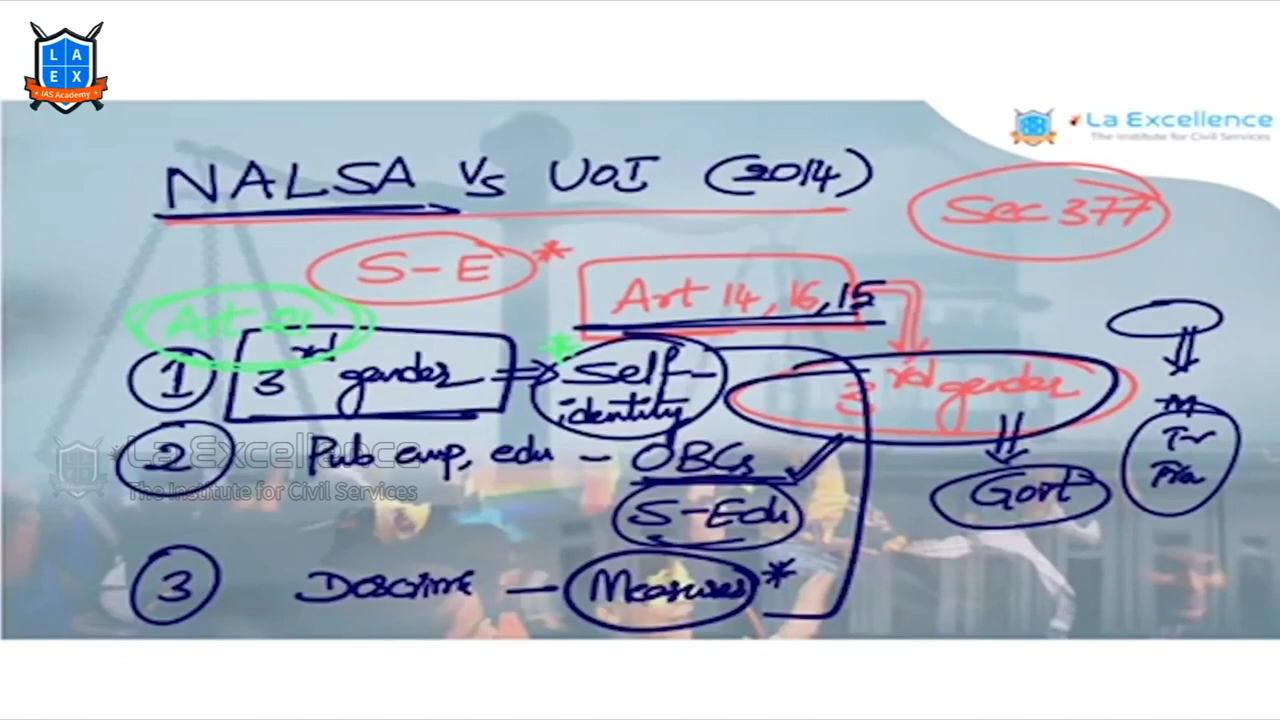 L A
E X
IAS Academy
La Excellence
The Institute for Civil Services
NALSA Vs UOI (2014)
Sec 377
S-E *
Art 14, 16, 15
Art 21
1 3rd gender ⇒ * Self-
identity
3rd gender
M
Tr
2 Pub emp, edu - OBCs
La Excellence
The Institute for Civil Services
Govt
S-Edu
3 - Measures *